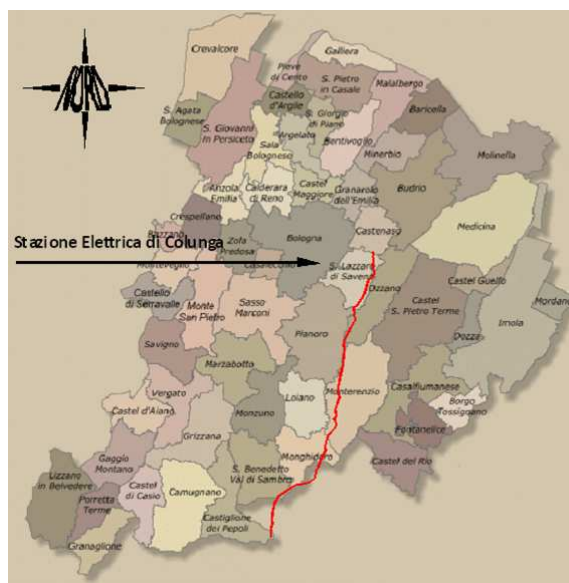 Galliera
Crevalcore
Pieve
di Cento
S. Pietro
in Casale
Malalbergo
NORD
Castello
d'Argile
S. Agata
Bolognese
S. Giorgio
di Piano
Baricella
S. Giovanni
in Persiceto
Argelato
Bentivoglio
Minerbio
Molinella
Sala
Bolognese
Anzola
Emilia
Calderara
di Reno
Castel
Maggiore
Granarolo
dell'Emilia
Budrio
Crespellano
Bazzano
Stazione Elettrica di Colunga
Zola
Predosa
Bologna
Castenaso
Medicina
Monteveglio
Casalecchio
S. Lazzaro
di Savena
Ozzano
Castel Guelfo
Castello
di Serravalle
Monte
San Pietro
Sasso
Marconi
Castel
S. Pietro Terme
Mordano
Imola
Pianoro
Dozza
Savigno
Marzabotto
Vergato
Loiano
Monterenzio
Casalfiumanese
Castel d'Aiano
Monzuno
Borgo
Tossignano
Grizzana
Fontanelice
Gaggio
Montano
Monghidoro
Castel del Rio
Lizzano
in Belvedere
S. Benedetto
Val di Sambro
Porretta
Terme
Castel
di Casio
Camugnano
Castiglione
dei Pepoli
Granaglione